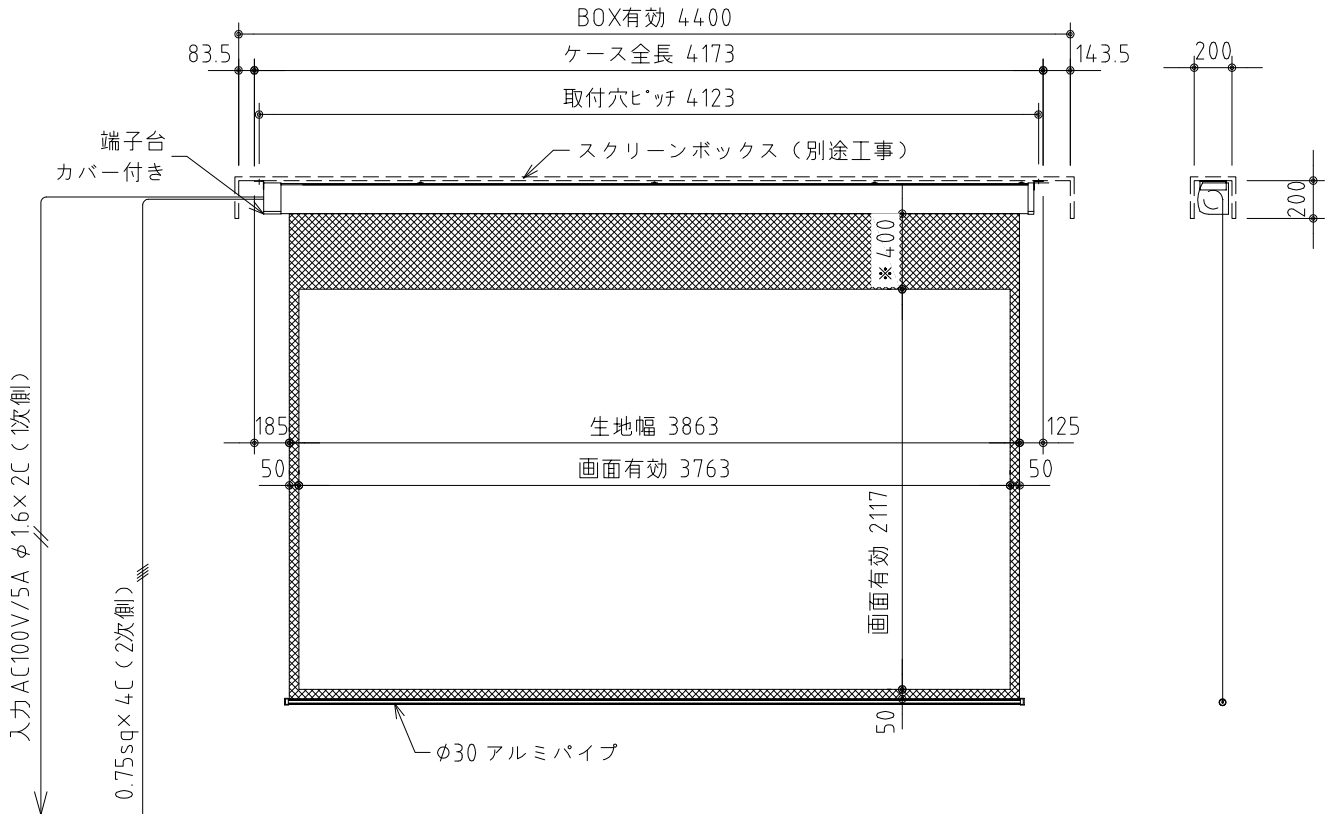 BOX有効 4400
83.5
ケース全長 4173
143.5
200
取付穴ピッチ 4123
端子台
カバー付き
スクリーンボックス（別途工事）
200
※ 400
185
生地幅 3863
125
50
画面有効 3763
50
画面有効 2117
入力AC100V/5A φ1.6×2C（1次側）
0.75sq×4C（2次側）
50
φ30 アルミパイプ